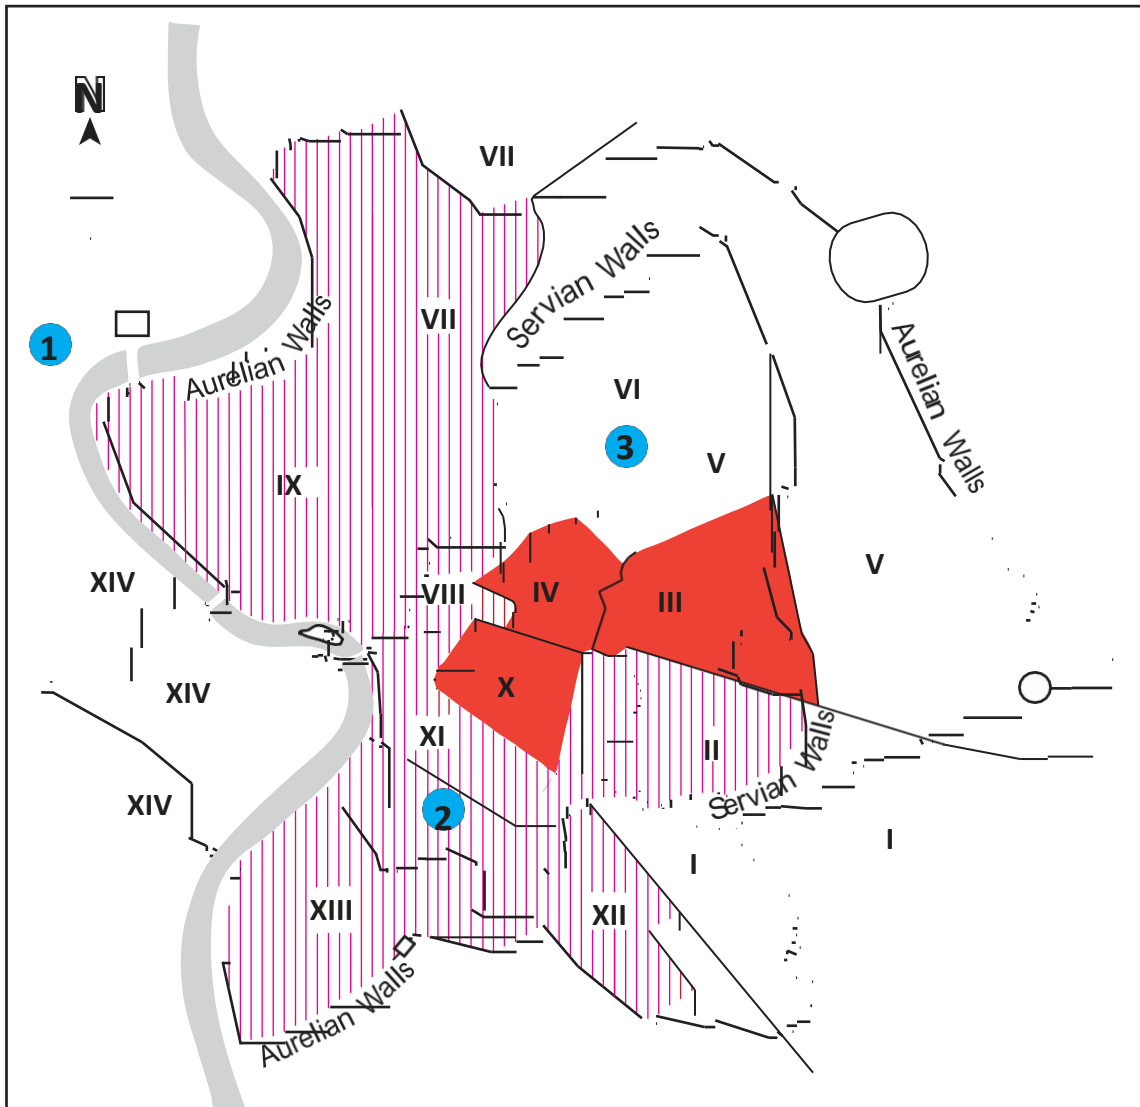 N
VII
Servian Walls
VII
Aurelian Walls
1
Aurelian Walls
VI
3
V
IX
V
XIV
VIII
IV
III
XIV
X
XI
II
Servian Walls
XIV
2
I
I
XIII
XII
Aurelian Walls